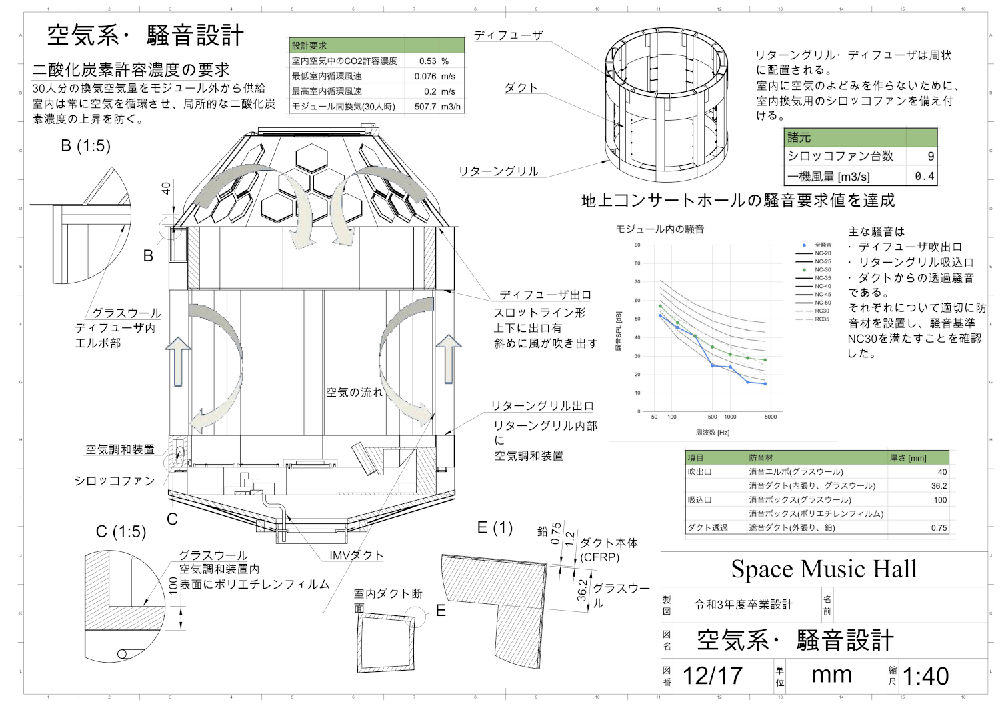 空気系・騒音設計
二酸化炭素許容濃度の要求
30人分の換気空気量をモジュール外から供給
室内は常に空気を循環させ、局所的な二酸化炭
素濃度の上昇を防ぐ。
設計要求
室内空気中のCO2許容濃度 0.53 %
最低室内循環風速 0.076 m/s
最高室内循環風速 0.2 m/s
モジュール間換気(30人時) 507.7 m3/h
ディフューザ
ダクト
リターングリル
リターングリル・ディフューザは周状
に配置される。
室内に空気のよどみを作らないために、
室内換気用のシロッコファンを備え付
ける。
諸元
シロッコファン台数 9
一機風量 [m3/s] 0.4
地上コンサートホールの騒音要求値を達成
B (1:5)
40
B
グラスウール
ディフューザ内
エルボ部
ディフューザ出口
スロットライン形
上下に出口有
斜めに風が吹き出す
空気の流れ
リターングリル出口
リターングリル内部
に
空気調和装置
空気調和装置
シロッコファン
C
IMVダクト
モジュール内の騒音
騒音SPL [dB]
周波数 [Hz]
50 100 500 1000 5000
全騒音
NC-20
NC-25
NC-30
NC-35
NC-40
NC-45
NC-50
主な騒音は
・ディフューザ吹出口
・リターングリル吸込口
・ダクトからの透過騒音
である。
それぞれについて適切に防
音材を設置し、騒音基準
NC30を満たすことを確認
した。
項目 防音材 厚さ [mm]
吹出口 消音エルボ(グラスウール) 40
消音ダクト(内張り、グラスウール) 36.2
吸込口 消音ボックス(グラスウール) 100
消音ボックス(ポリエチレンフィルム)
ダクト透過 遮音ダクト(外張り、鉛) 0.75
C (1:5)
グラスウール
空気調和装置内
表面にポリエチレンフィルム
100
室内ダクト断
面
E
E (1)
鉛
0.75
1.2
ダクト本体
(CFRP)
36.2
グラスウー
ル
Space Music Hall
製図 令和3年度卒業設計 名前
図名 空気系・騒音設計
図番 12/17 単位 mm 縮尺 1:40